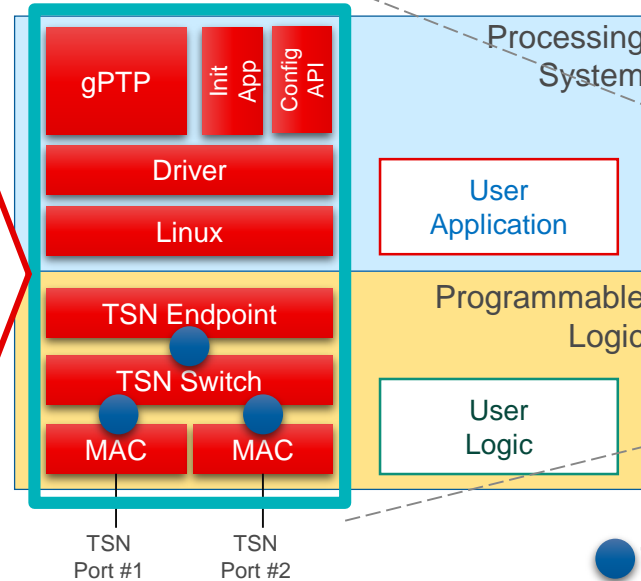 Processing
System
gPTP
Init
App
Config
API
Driver
Linux
User
Application
Programmable
Logic
TSN Endpoint
TSN Switch
MAC
MAC
User
Logic
TSN
Port #1
TSN
Port #2